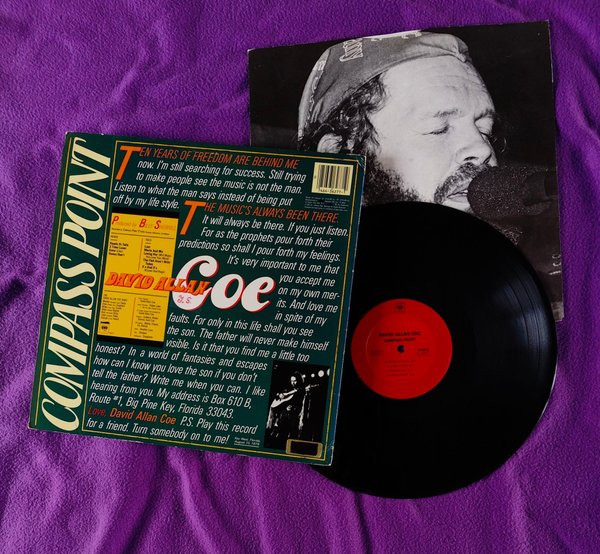 COMPASS POINT
TEN YEARS OF FREEDOM ARE BEHIND ME
now. I'm still searching for success. Still trying
to make people see the music is not the man.
Listen to what the man says instead of being put
off by my life style.
THE MUSIC'S ALWAYS BEEN THERE.
It will always be there. If you just listen.
For as the prophets pour forth their
predictions so shall I pour forth my feelings.
It's very important to me that
you accept me
on my own mer-
its. And love me
in spite of my
faults. For only in this life shall you see
the son. The father will never make himself
visible. Is it that you find me a little too
honest? In a world of fantasies and escapes
how can I know you love the son if you don't
tell the father? Write me when you can. I like
hearing from you. My address is Box 610 B,
Route #1, Big Pine Key, Florida 33043.
Love, David Allan Coe P.S. Play this record
for a friend. Turn somebody on to me!
Key West, Florida
DAVID ALLAN
Coe
Produced by
DAVID ALLAN COE
COMPASS POINT